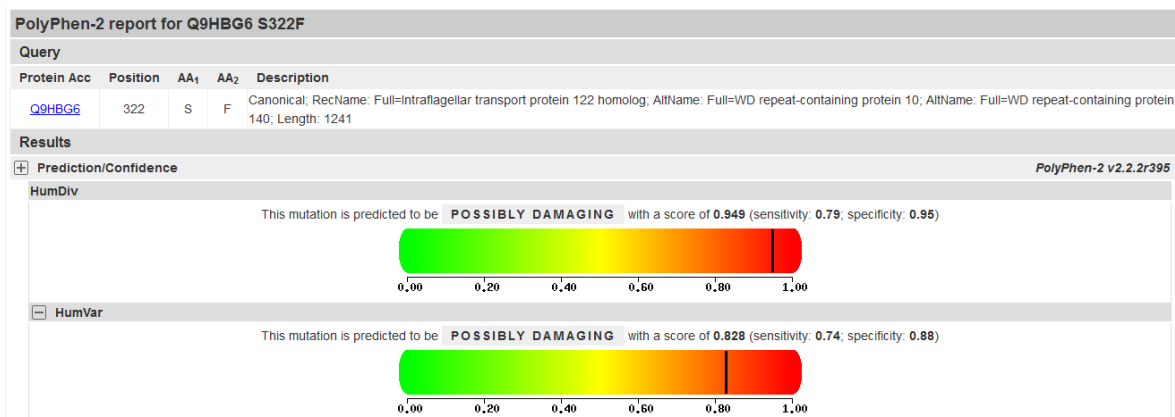 PolyPhen-2 report for Q9HBG6 S322F
Query
Protein Acc Position AA1 AA2 Description
Q9HBG6 322 S F Canonical; RecName: Full=Intraflagellar transport protein 122 homolog; AltName: Full=WD repeat-containing protein 10; AltName: Full=WD repeat-containing protein
140; Length: 1241
Results
+ Prediction/Confidence PolyPhen-2 v2.2.2r395
HumDiv
This mutation is predicted to be POSSIBLY DAMAGING with a score of 0.949 (sensitivity: 0.79; specificity: 0.95)
0,00 0,20 0,40 0,60 0,80 1,00
− HumVar
This mutation is predicted to be POSSIBLY DAMAGING with a score of 0.828 (sensitivity: 0.74; specificity: 0.88)
0,00 0,20 0,40 0,60 0,80 1,00